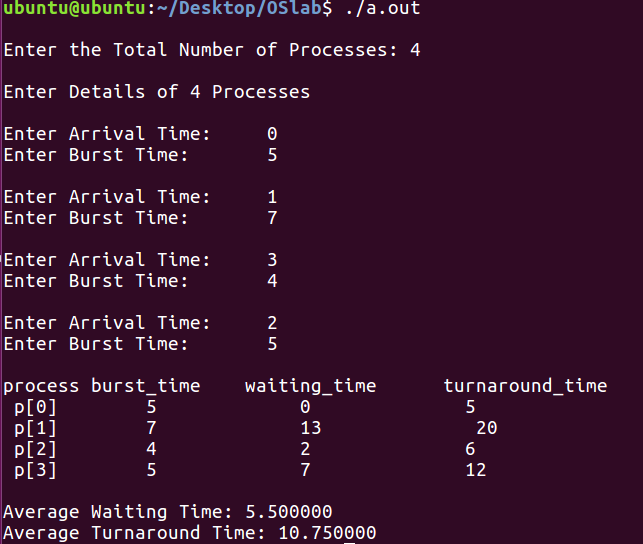 ubuntu@ubuntu:~/Desktop/OSlab$ ./a.out
Enter the Total Number of Processes: 4
Enter Details of 4 Processes
Enter Arrival Time: 0
Enter Burst Time: 5
Enter Arrival Time: 1
Enter Burst Time: 7
Enter Arrival Time: 3
Enter Burst Time: 4
Enter Arrival Time: 2
Enter Burst Time: 5
process burst_time waiting_time turnaround_time
p[0] 5 0 5
p[1] 7 13 20
p[2] 4 2 6
p[3] 5 7 12
Average Waiting Time: 5.500000
Average Turnaround Time: 10.750000